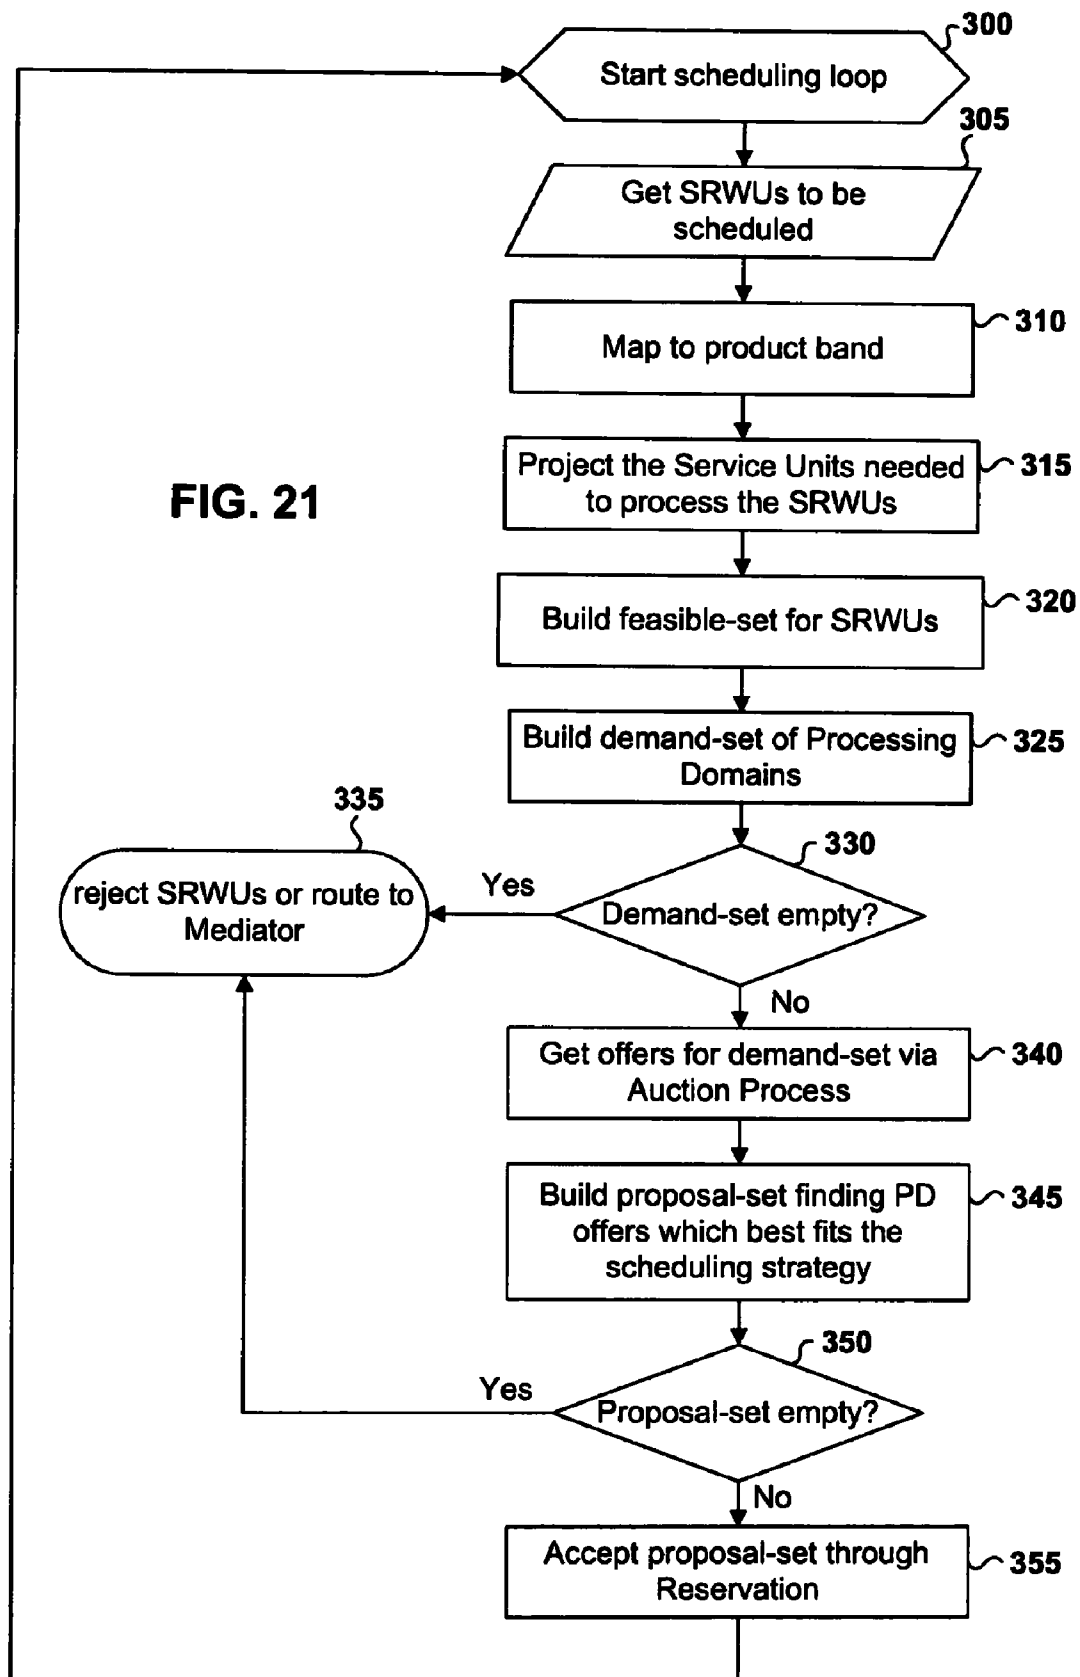 300
Start scheduling loop
305
Get SRWUs to be
scheduled
310
Map to product band
FIG. 21
Project the Service Units needed
to process the SRWUs
315
Build feasible-set for SRWUs
320
Build demand-set of Processing
Domains
325
335
330
reject SRWUs or route to
Mediator
Yes
Demand-set empty?
No
Get offers for demand-set via
Auction Process
340
Build proposal-set finding PD
offers which best fits the
scheduling strategy
345
350
Yes
Proposal-set empty?
No
Accept proposal-set through
Reservation
355